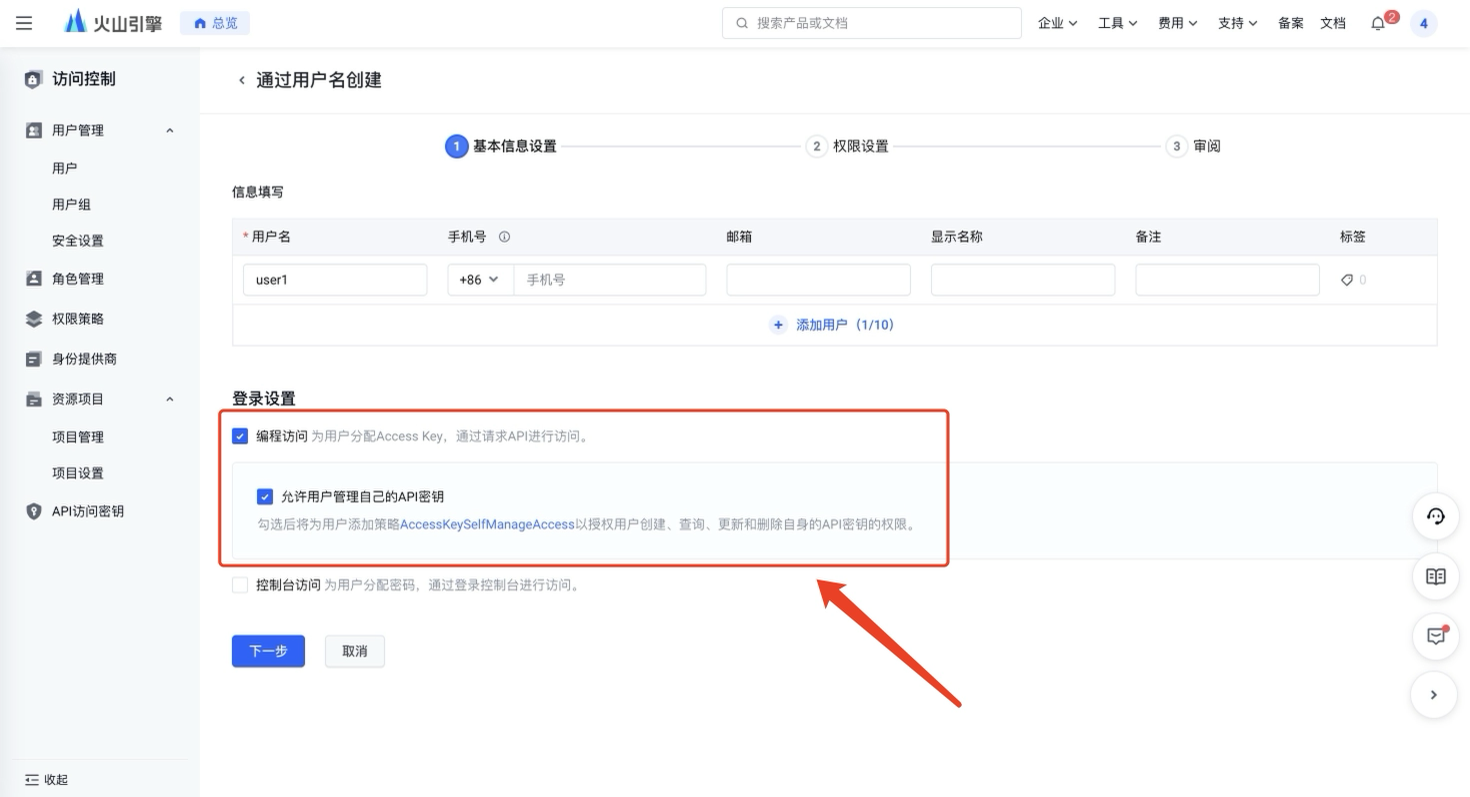 火山引擎 总览 搜索产品或文档 企业 工具 费用 支持 备案 文档 2 4
访问控制
用户管理
用户
用户组
安全设置
角色管理
权限策略
身份提供商
资源项目
项目管理
项目设置
API访问密钥
收起
通过用户名创建
1 基本信息设置 2 权限设置 3 审阅
信息填写
* 用户名 手机号 邮箱 显示名称 备注 标签
user1 +86 手机号 0
+ 添加用户（1/10）
登录设置
编程访问 为用户分配Access Key，通过请求API进行访问。
允许用户管理自己的API密钥
勾选后将为用户添加策略AccessKeySelfManageAccess以授权用户创建、查询、更新和删除自身的API密钥的权限。
控制台访问 为用户分配密码，通过登录控制台进行访问。
下一步 取消